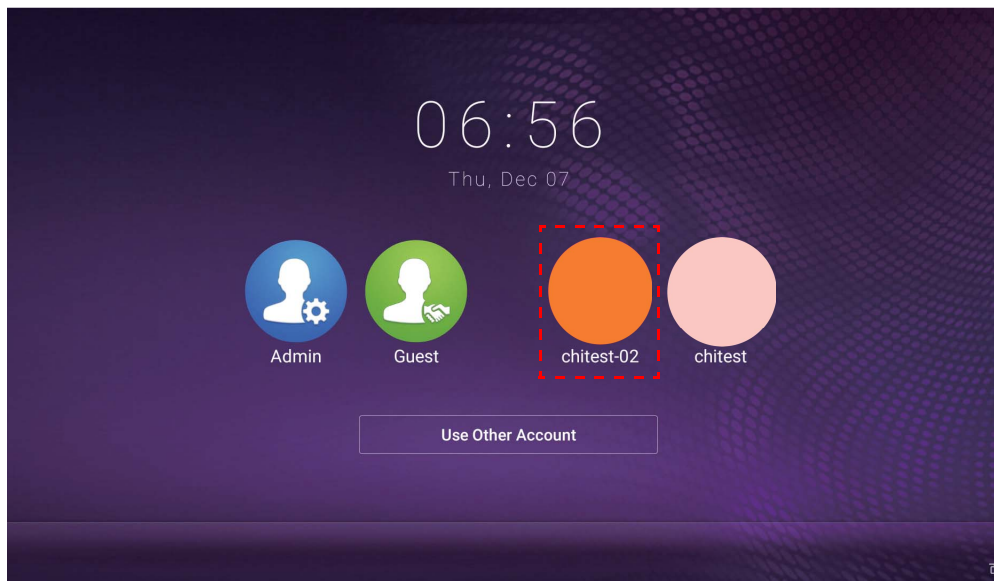 06:56
Thu, Dec 07
Admin
Guest
chitest-02
chitest
Use Other Account